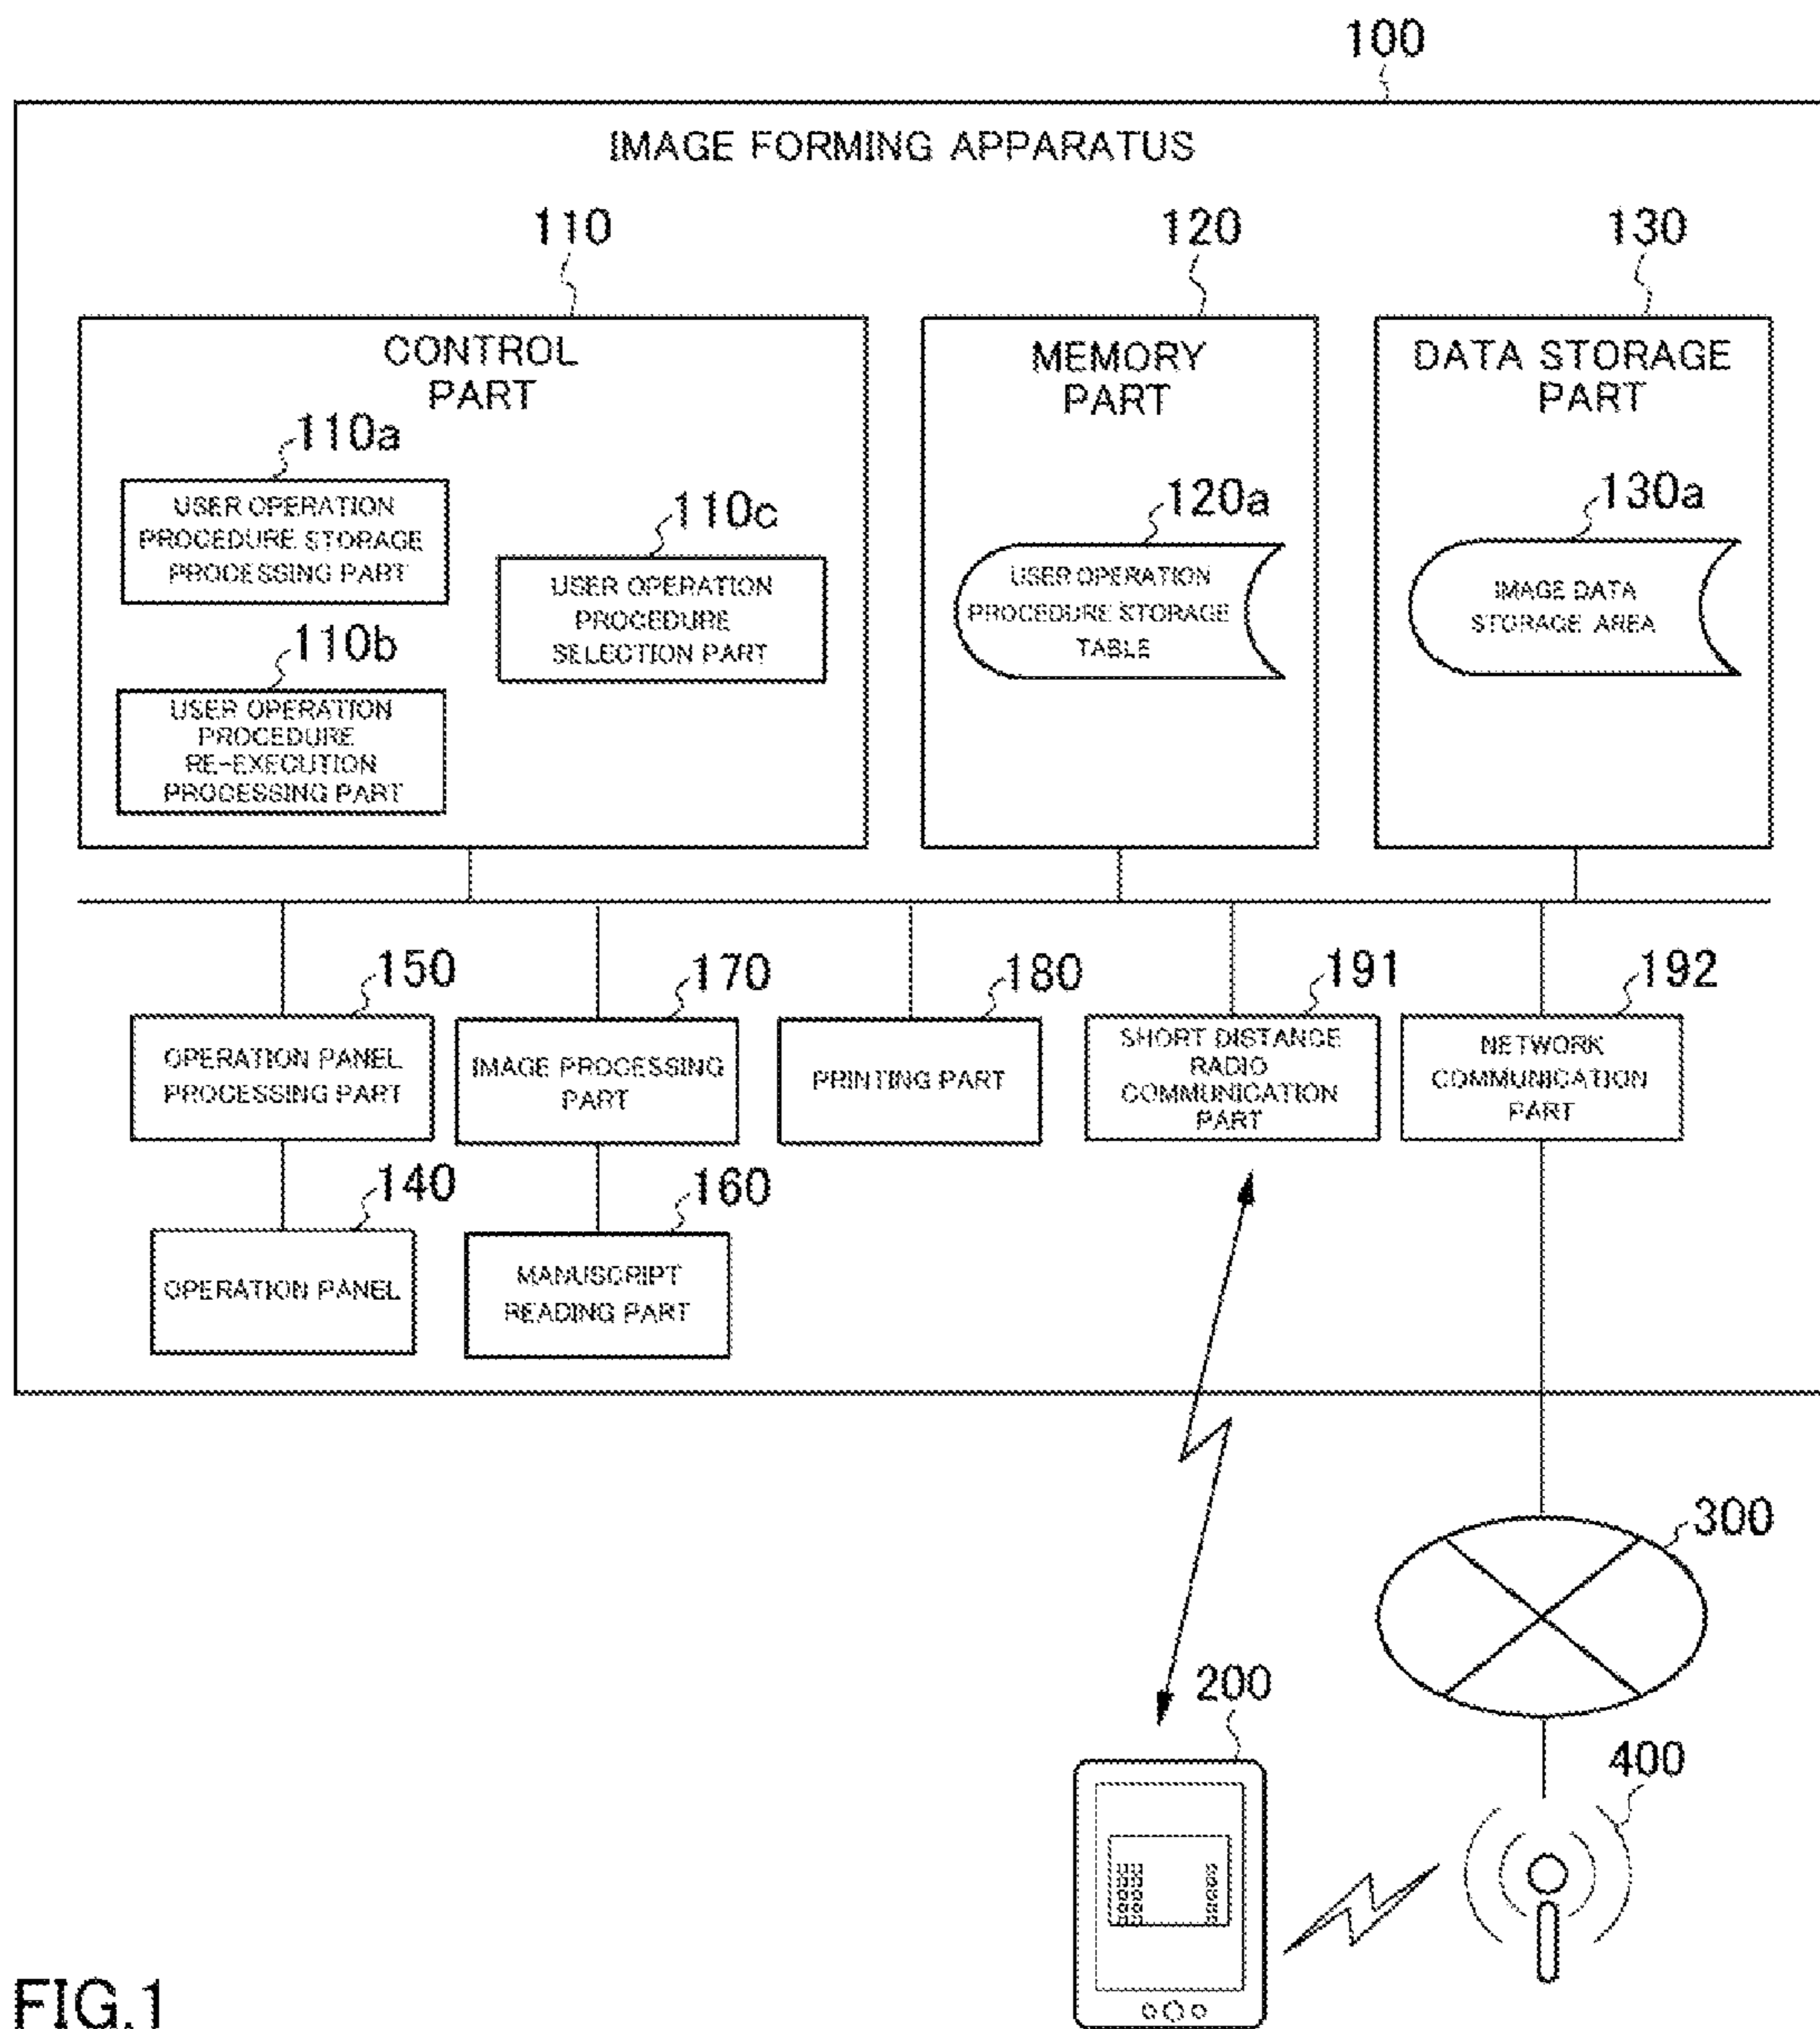 100
IMAGE FORMING APPARATUS
110
120
130
CONTROL
PART
MEMORY
PART
DATA STORAGE
PART
110a
USER OPERATION
PROCEDURE STORAGE
PROCESSING PART
110c
USER OPERATION
PROCEDURE
SELECTION PART
110b
USER OPERATION
PROCEDURE
RE-EXECUTION
PROCESSING PART
120a
USER OPERATION
PROCEDURE STORAGE
TABLE
130a
IMAGE DATA
STORAGE AREA
150
OPERATION PANEL
PROCESSING PART
170
IMAGE PROCESSING
PART
180
PRINTING PART
191
SHORT DISTANCE
RADIO
COMMUNICATION
PART
192
NETWORK
COMMUNICATION
PART
140
OPERATION PANEL
160
MANUSCRIPT
READING PART
300
200
400
FIG.1